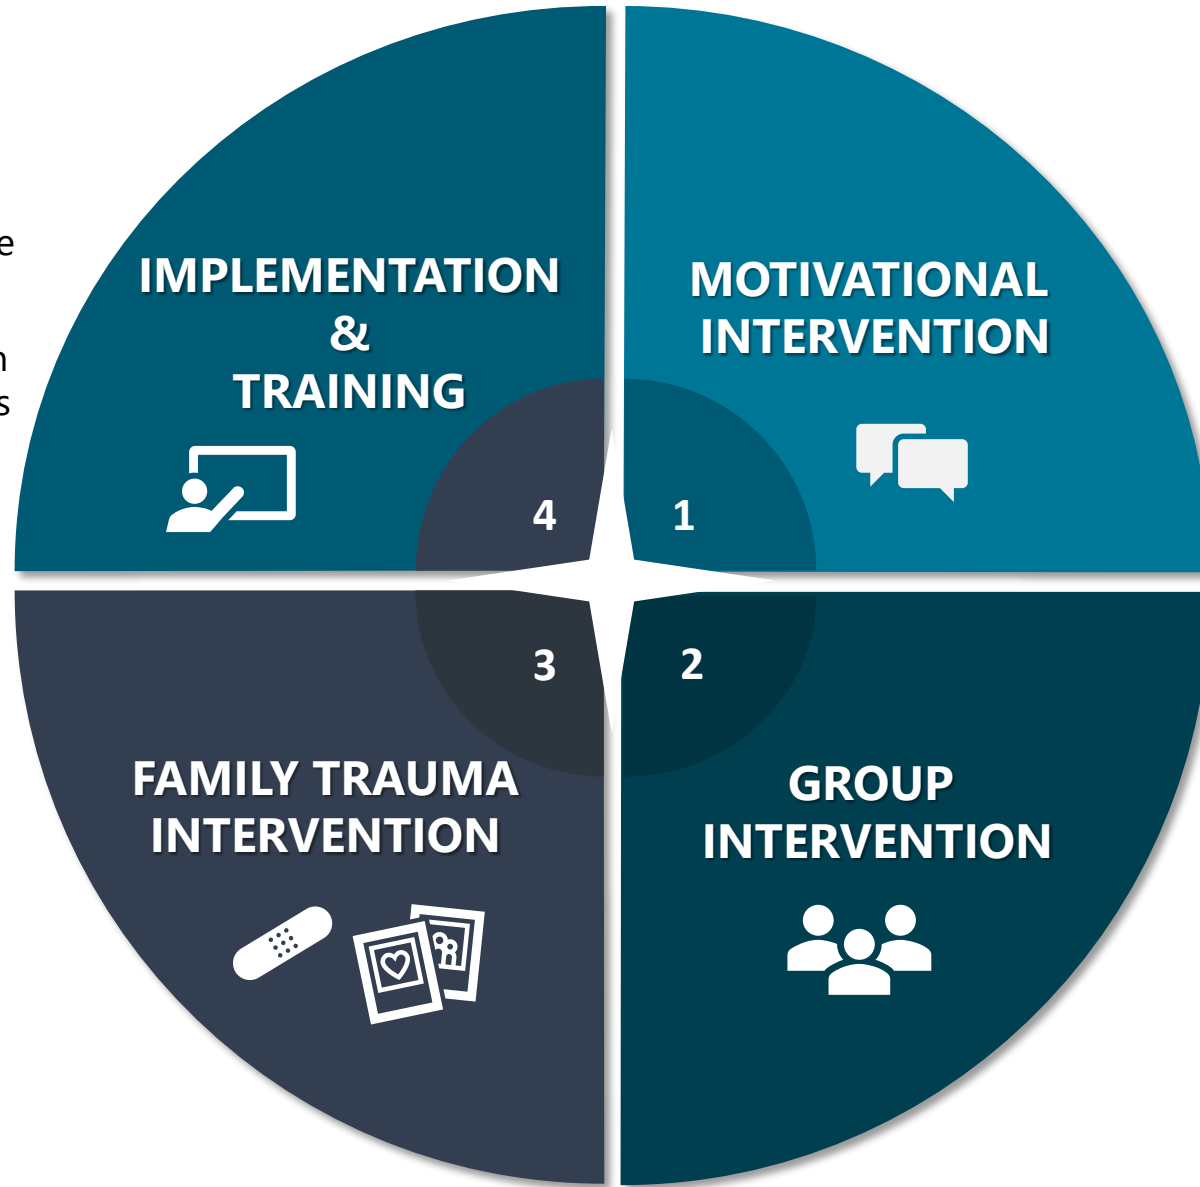 IMPLEMENTATION
&
TRAINING
4
MOTIVATIONAL
INTERVENTION
1
FAMILY TRAUMA
INTERVENTION
3
GROUP
INTERVENTION
2